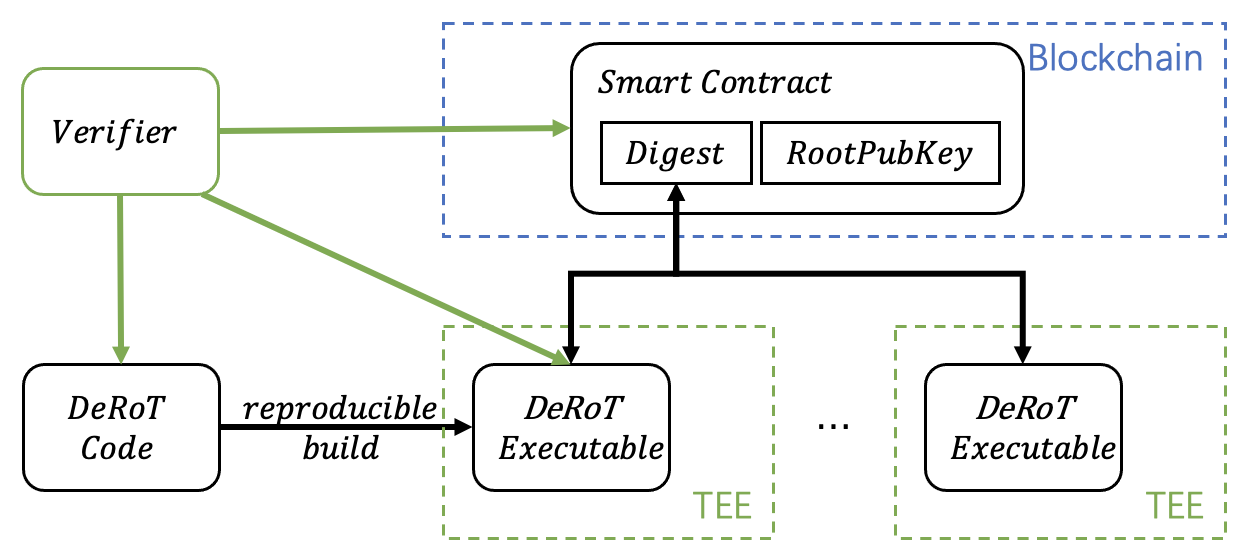 Blockchain
Smart Contract
Verifier
Digest
RootPubKey
DeRoT
Code
reproducible
build
DeRoT
Executable
...
DeRoT
Executable
TEE
TEE